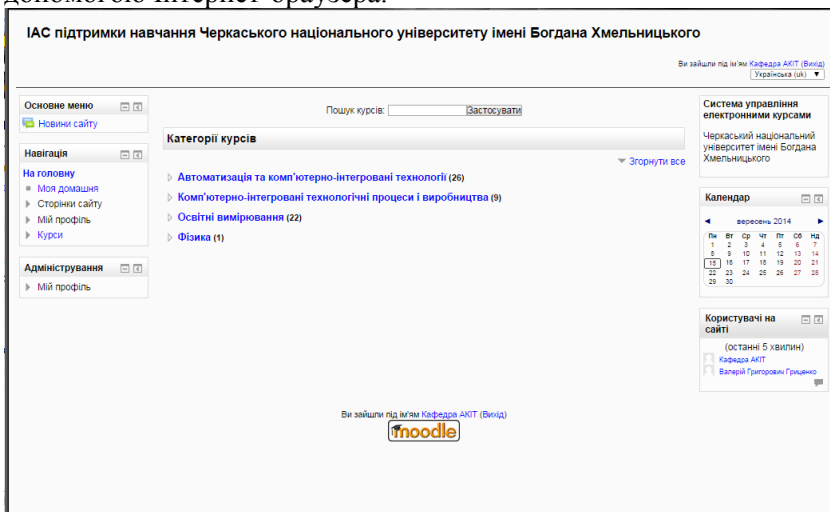 допомогою Інтернет-браузера.
ІАС підтримки навчання Черкаського національного університету імені Богдана Хмельницького
Ви зайшли під ім'ям Кафедра АКІТ (Вихід)
Українська (uk)
Основне меню
Новини сайту
Навігація
На головну
Моя домашня
Сторінки сайту
Мій профіль
Курси
Адміністрування
Мій профіль
Пошук курсів: Застосувати
Категорії курсів
Згорнути все
Автоматизація та комп'ютерно-інтегровані технології (26)
Комп'ютерно-інтегровані технологічні процеси і виробництва (9)
Освітні вимірювання (22)
Фізика (1)
Система управління
електронними курсами
Черкаський національний
університет імені Богдана
Хмельницького
Календар
вересень 2014
Пн Вт Ср Чт Пт Сб Нд
1 2 3 4 5 6 7
8 9 10 11 12 13 14
15 16 17 18 19 20 21
22 23 24 25 26 27 28
29 30
Користувачі на
сайті
(останні 5 хвилин)
Кафедра АКІТ
Валерій Григорович Гриценко
Ви зайшли під ім'ям Кафедра АКІТ (Вихід)
moodle